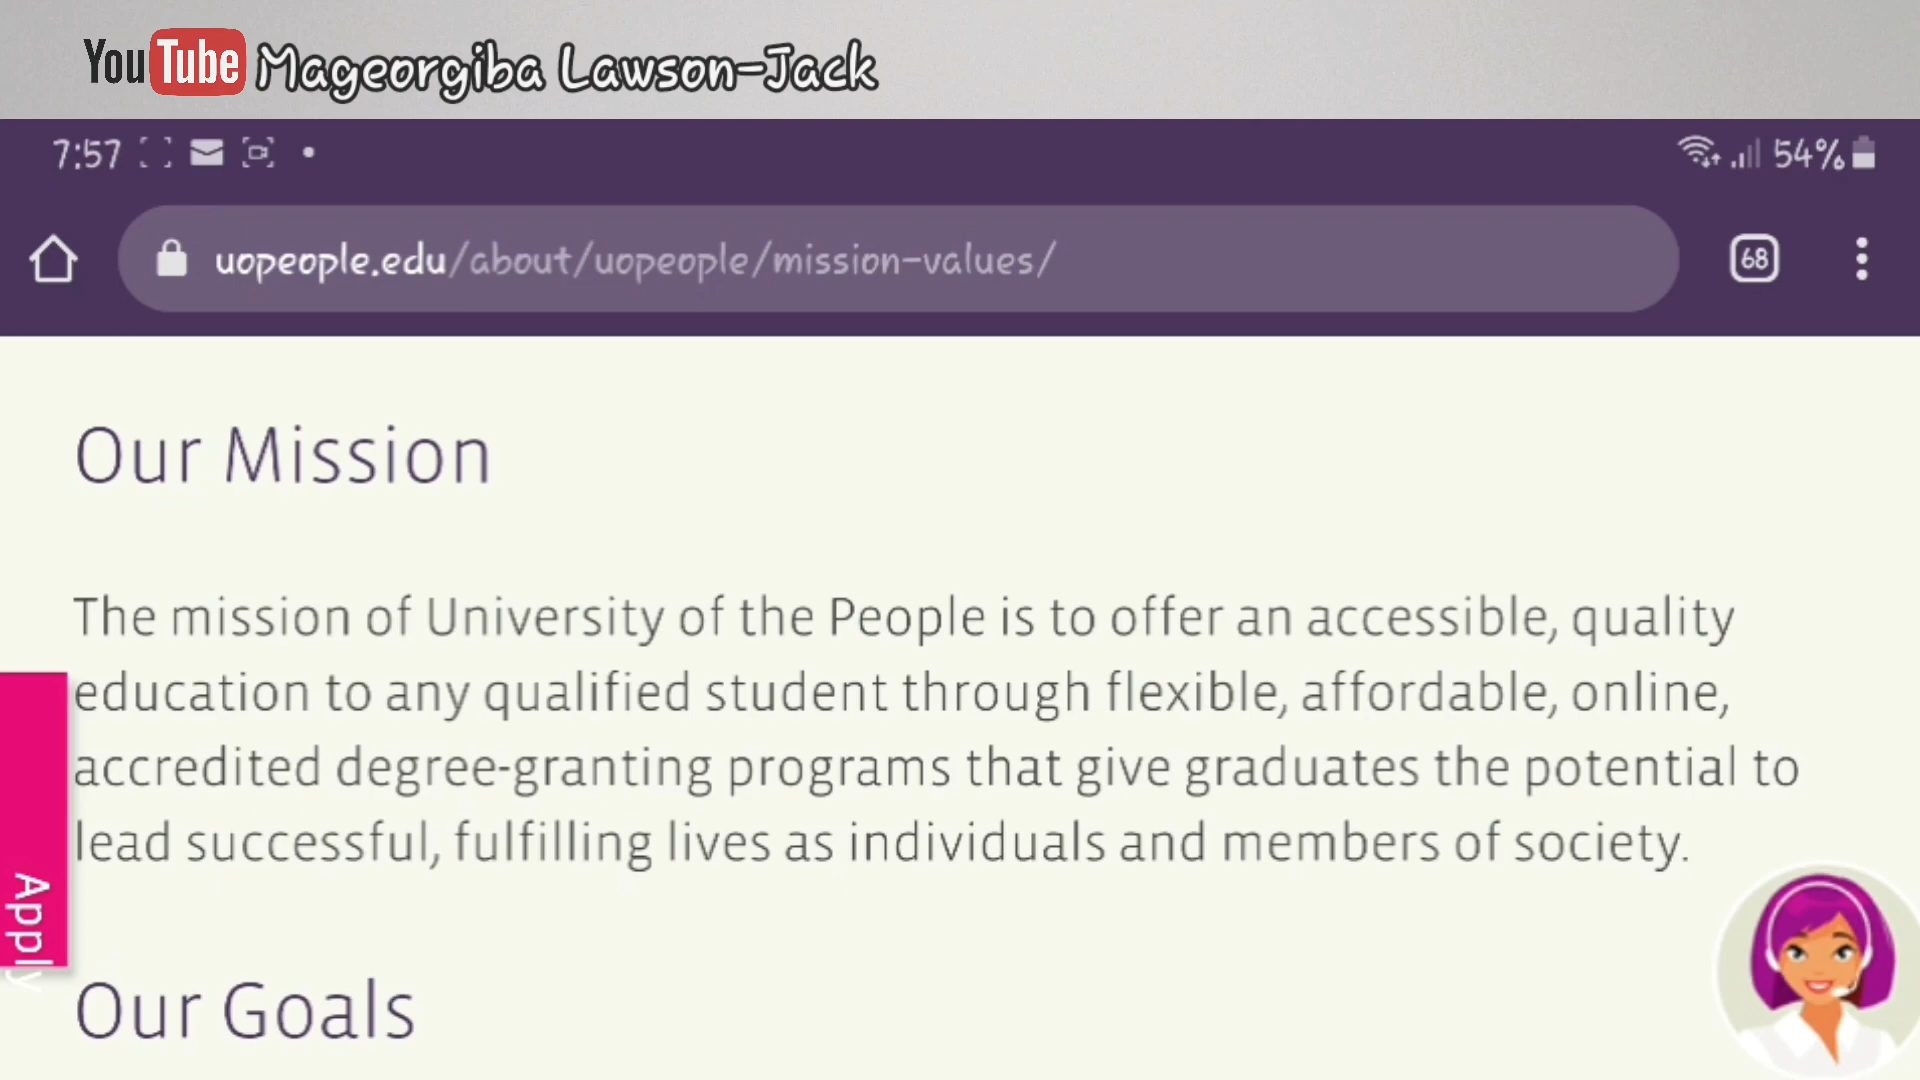 YouTube Mageorgiba Lawson-Jack
7:57 54%
uopeople.edu/about/uopeople/mission-values/ 68
Our Mission
The mission of University of the People is to offer an accessible, quality
education to any qualified student through flexible, affordable, online,
accredited degree-granting programs that give graduates the potential to
lead successful, fulfilling lives as individuals and members of society.
Apply
Our Goals